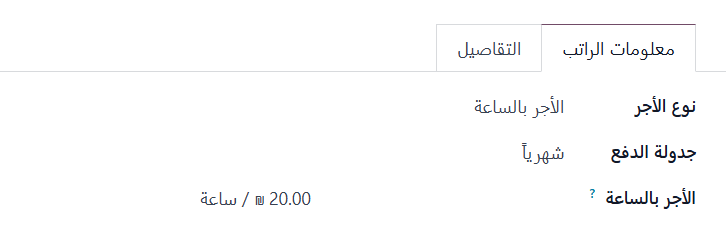 معلومات الراتب التفاصيل
نوع الأجر الأجر بالساعة
جدولة الدفع شهرياً
الأجر بالساعة ? 20.00 ₪ / ساعة